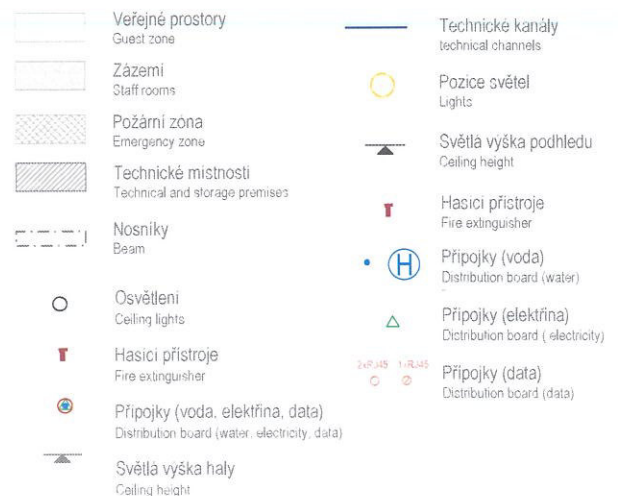 Veřejné prostory
Guest zone
Zázemí
Staff rooms
Požární zóna
Emergency zone
Technické místnosti
Technical and storage premises
Nosníky
Beam
Osvětlení
Ceiling lights
Hasicí přístroje
Fire extinguisher
Přípojky (voda, elektřina, data)
Distribution board (water, electricity, data)
Světlá výška haly
Ceiling height
Technické kanály
technical channels
Pozice světel
Lights
Světlá výška podhledu
Ceiling height
Hasicí přístroje
Fire extinguisher
H
Přípojky (voda)
Distribution board (water)
Přípojky (elektřina)
Distribution board ( electricity)
2xRJ45 1xRJ45
Přípojky (data)
Distribution board (data)